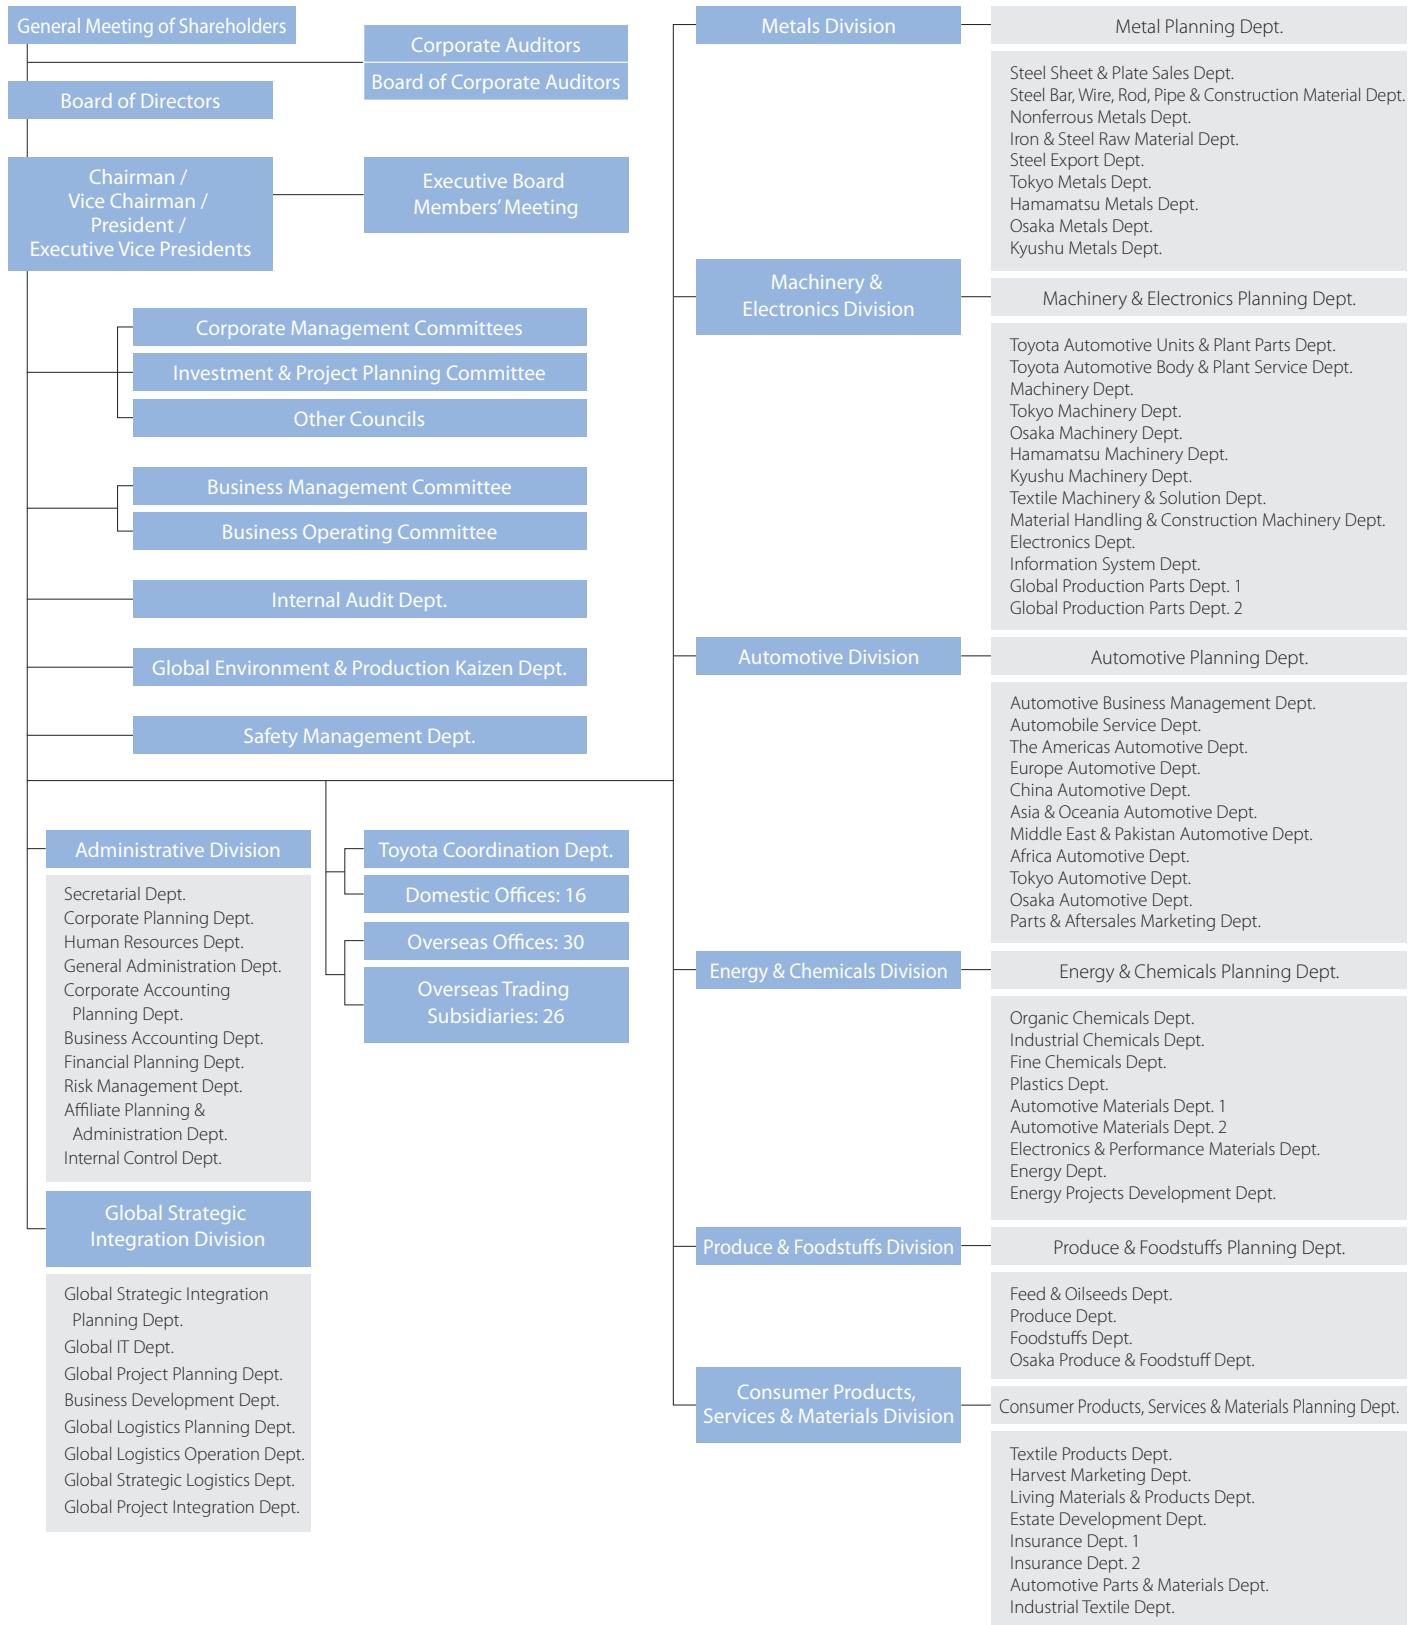 General Meeting of Shareholders
Corporate Auditors
Board of Corporate Auditors
Board of Directors
Chairman /
Vice Chairman /
President /
Executive Vice Presidents
Executive Board
Members’ Meeting
Corporate Management Committees
Investment & Project Planning Committee
Other Councils
Business Management Committee
Business Operating Committee
Internal Audit Dept.
Global Environment & Production Kaizen Dept.
Safety Management Dept.
Administrative Division
Secretarial Dept.
Corporate Planning Dept.
Human Resources Dept.
General Administration Dept.
Corporate Accounting
Planning Dept.
Business Accounting Dept.
Financial Planning Dept.
Risk Management Dept.
Affiliate Planning &
Administration Dept.
Internal Control Dept.
Global Strategic
Integration Division
Global Strategic Integration
Planning Dept.
Global IT Dept.
Global Project Planning Dept.
Business Development Dept.
Global Logistics Planning Dept.
Global Logistics Operation Dept.
Global Strategic Logistics Dept.
Global Project Integration Dept.
Toyota Coordination Dept.
Domestic Offices: 16
Overseas Offices: 30
Overseas Trading
Subsidiaries: 26
Metals Division
Metal Planning Dept.
Steel Sheet & Plate Sales Dept.
Steel Bar, Wire, Rod, Pipe & Construction Material Dept.
Nonferrous Metals Dept.
Iron & Steel Raw Material Dept.
Steel Export Dept.
Tokyo Metals Dept.
Hamamatsu Metals Dept.
Osaka Metals Dept.
Kyushu Metals Dept.
Machinery &
Electronics Division
Machinery & Electronics Planning Dept.
Toyota Automotive Units & Plant Parts Dept.
Toyota Automotive Body & Plant Service Dept.
Machinery Dept.
Tokyo Machinery Dept.
Osaka Machinery Dept.
Hamamatsu Machinery Dept.
Kyushu Machinery Dept.
Textile Machinery & Solution Dept.
Material Handling & Construction Machinery Dept.
Electronics Dept.
Information System Dept.
Global Production Parts Dept. 1
Global Production Parts Dept. 2
Automotive Division
Automotive Planning Dept.
Automotive Business Management Dept.
Automobile Service Dept.
The Americas Automotive Dept.
Europe Automotive Dept.
China Automotive Dept.
Asia & Oceania Automotive Dept.
Middle East & Pakistan Automotive Dept.
Africa Automotive Dept.
Tokyo Automotive Dept.
Osaka Automotive Dept.
Parts & Aftersales Marketing Dept.
Energy & Chemicals Division
Energy & Chemicals Planning Dept.
Organic Chemicals Dept.
Industrial Chemicals Dept.
Fine Chemicals Dept.
Plastics Dept.
Automotive Materials Dept. 1
Automotive Materials Dept. 2
Electronics & Performance Materials Dept.
Energy Dept.
Energy Projects Development Dept.
Produce & Foodstuffs Division
Produce & Foodstuffs Planning Dept.
Feed & Oilseeds Dept.
Produce Dept.
Foodstuffs Dept.
Osaka Produce & Foodstuff Dept.
Consumer Products,
Services & Materials Division
Consumer Products, Services & Materials Planning Dept.
Textile Products Dept.
Harvest Marketing Dept.
Living Materials & Products Dept.
Estate Development Dept.
Insurance Dept. 1
Insurance Dept. 2
Automotive Parts & Materials Dept.
Industrial Textile Dept.